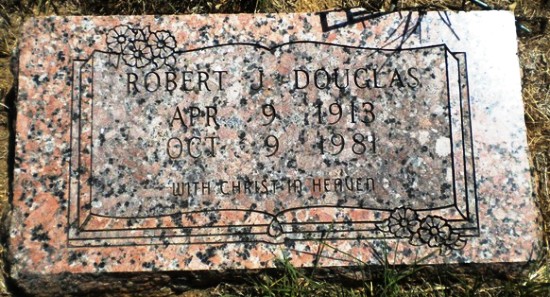 ROBERT J. DOUGLAS
APR 9 1913
OCT 9 1981
WITH CHRIST IN HEAVEN